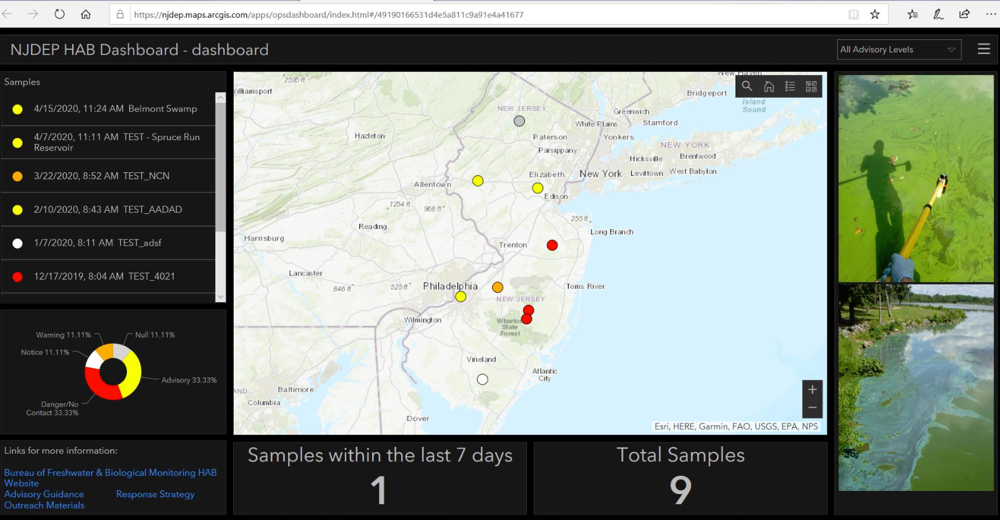 https://njdep.maps.arcgis.com/apps/opsdashboard/index.html#/49190166531d4e5a811c9a91e4a41677
NJDEP HAB Dashboard - dashboard
All Advisory Levels
Samples
4/15/2020, 11:24 AM Belmont Swamp
4/7/2020, 11:11 AM TEST - Spruce Run
Reservoir
3/22/2020, 8:52 AM TEST_NCN
2/10/2020, 8:43 AM TEST_AADAD
1/7/2020, 8:11 AM TEST_adsf
12/17/2019, 8:04 AM TEST_4021
Warning 11.11%
Null 11.11%
Notice 11.11%
Advisory 33.33%
Danger/No
Contact 33.33%
Links for more information:
Bureau of Freshwater & Biological Monitoring HAB
Website
Advisory Guidance
Response Strategy
Outreach Materials
2595 ft
illiamsport
New Haven
Bridgeport
Island
Sound
NEW JERSEY
Greenwich
White Plains
Stamford
Hazleton
Paterson
Yonkers
Parsippany
NEW YORK
Hicksville
Brentwood
Elizabeth
New York
Levittown
West Babylon
Allentown
Edison
1254 ft
968 ft
255 ft
Reading
Long Branch
Harrisburg
Trenton
Lancaster
846 ft
525 ft
Philadelphia
Toms River
NEW JERSEY
Wilmington
Wharton
State
Forest
Vineland
Atlantic
City
AND
Baltimore
Columbia
Dover
Esri, HERE, Garmin, FAO, USGS, EPA, NPS
Samples within the last 7 days
1
Total Samples
9